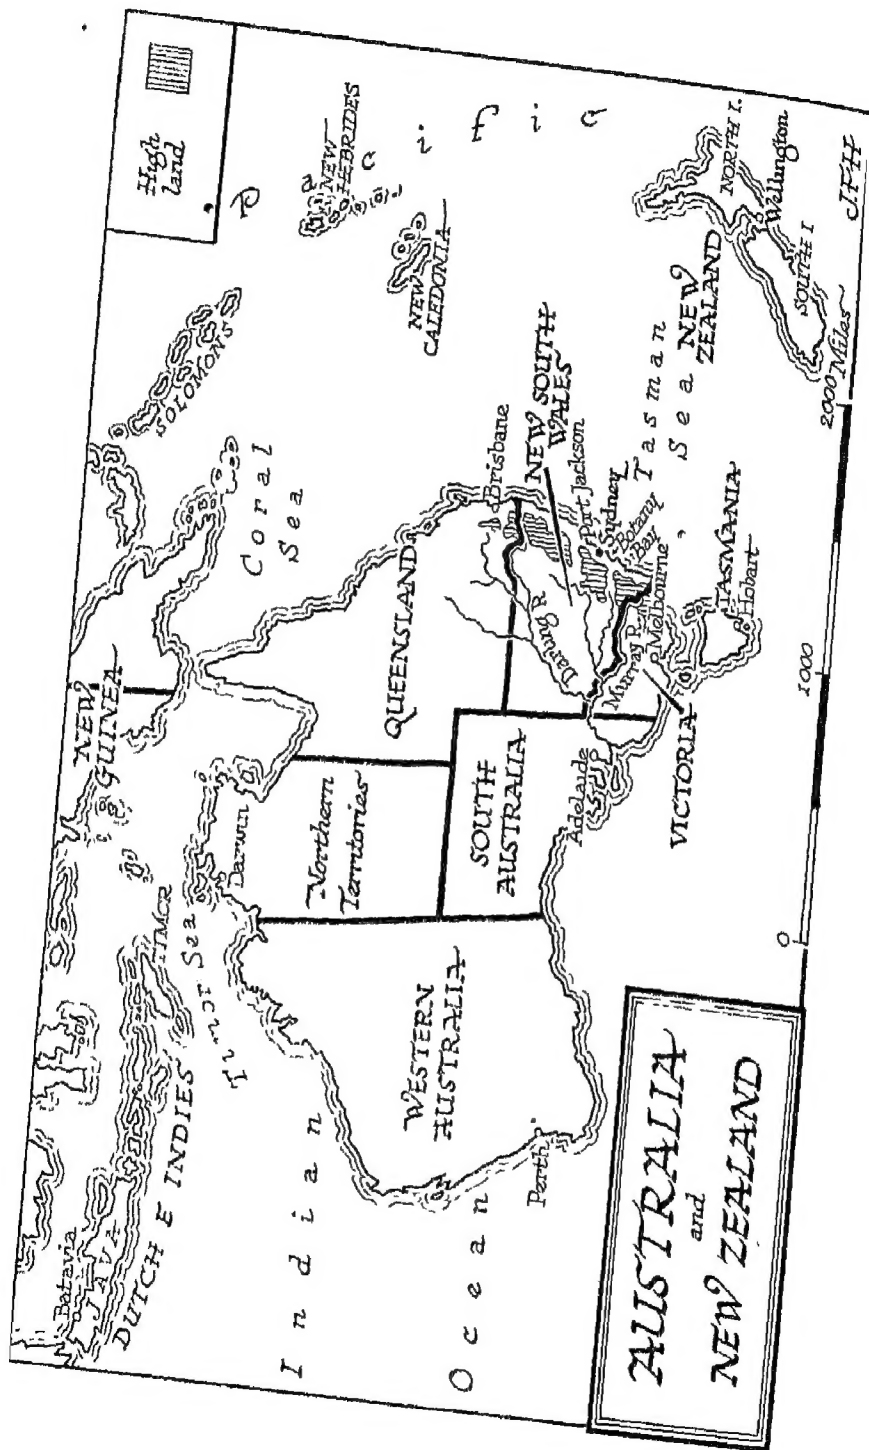 High
land
Pacific
NEW
HEBRIDES
SOLOMONS
NEW
CALEDONIA
Coral
Sea
NEW
GUINEA
Batavia
JAVA
DUTCH E INDIES
TIMOR
Timor Sea
Darwin
Northern
Territories
QUEENSLAND
Brisbane
NEW SOUTH
WALES
Darling R.
Port Jackson
Sydney
Botany
Bay
Murray R.
Melbourne
Tasman
Sea
NEW
ZEALAND
NORTH I.
Wellington
SOUTH I
TASMANIA
Hobart
VICTORIA
Adelaide
SOUTH
AUSTRALIA
WESTERN
AUSTRALIA
Perth
Indian
Ocean
AUSTRALIA
and
NEW ZEALAND
0 1000 2000
Miles
JFH